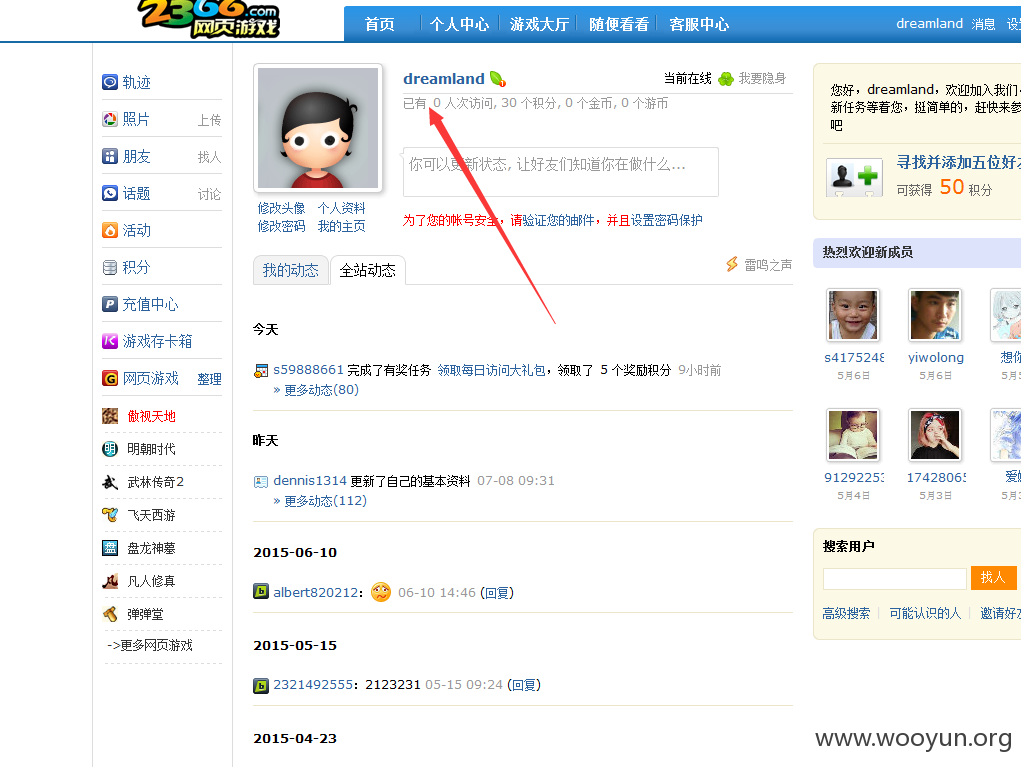 2366.com
网页游戏
首页 个人中心 游戏大厅 随便看看 客服中心
dreamland 消息
轨迹
照片 上传
朋友 找人
话题 讨论
活动
积分
充值中心
游戏存卡箱
网页游戏 整理
傲视天地
明朝时代
武林传奇2
飞天西游
盘龙神墓
凡人修真
弹弹堂
->更多网页游戏
修改头像 个人资料
修改密码 我的主页
dreamland
当前在线 我要隐身
已有 0 人次访问, 30 个积分, 0 个金币, 0 个游币
你可以更新状态, 让好友们知道你在做什么...
为了您的帐号安全，请验证您的邮件，并且设置密码保护
我的动态 全站动态
雷鸣之声
今天
s59888661 完成了有奖任务 领取每日访问大礼包，领取了 5 个奖励积分 9小时前
» 更多动态(80)
昨天
dennis1314 更新了自己的基本资料 07-08 09:31
» 更多动态(112)
2015-06-10
albert820212： 06-10 14:46 (回复)
2015-05-15
2321492555：2123231 05-15 09:24 (回复)
2015-04-23
您好，dreamland，欢迎加入我们。
新任务等着您，挺简单的，赶快来参
吧
寻找并添加五位好友
可获得 50 积分
热烈欢迎新成员
s4175248 yiwolong 想你
5月6日 5月6日 5月
91292253 17428065
5月4日 5月3日 5月
搜索用户
找人
高级搜索 可能认识的人 邀请好友
www.wooyun.org